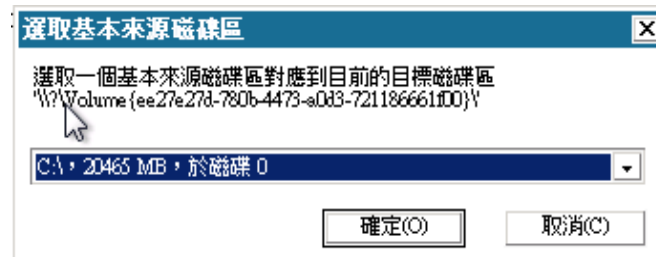 選取基本來源磁碟區
選取一個基本來源磁碟區對應到目前的目標磁碟區
'\\?\Volume{ee27e27d-780b-4473-a0d3-721186661f00}\'
C:\，20465 MB，於磁碟 0
確定(O)
取消(C)